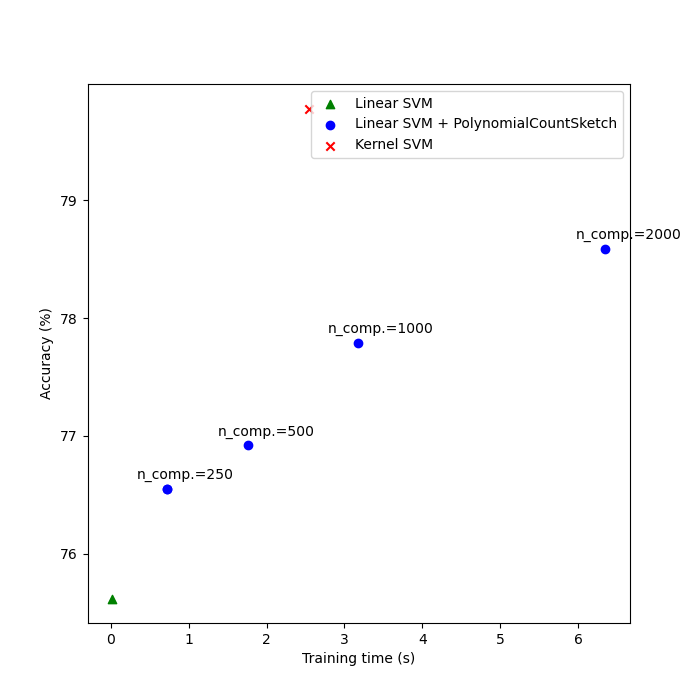 Linear SVM
Linear SVM + PolynomialCountSketch
Kernel SVM
79
n_comp.=2000
78
n_comp.=1000
77
n_comp.=500
n_comp.=250
76
Accuracy (%)
0 1 2 3 4 5 6
Training time (s)